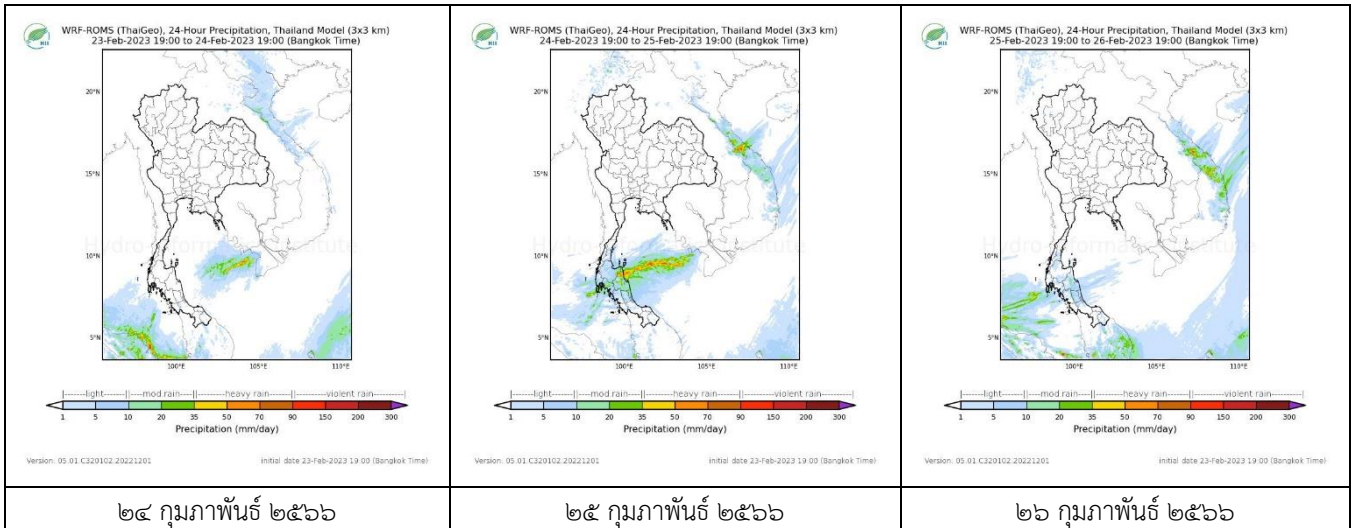 WRF-ROMS (ThaiGeo), 24-Hour Precipitation, Thailand Model (3x3 km)
23-Feb-2023 19:00 to 24-Feb-2023 19:00 (Bangkok Time)
HII
20°N
15°N
10°N
5°N
100°E 105°E 110°E
Hydro Informatics Institute
light mod rain heavy rain violent rain
1 5 10 20 35 50 70 90 150 200 300
Precipitation (mm/day)
Version: 05.01.C320102.20221201 initial date 23-Feb-2023 19:00 (Bangkok Time)
๒๔ กุมภาพันธ์ ๒๕๖๖
WRF-ROMS (ThaiGeo), 24-Hour Precipitation, Thailand Model (3x3 km)
24-Feb-2023 19:00 to 25-Feb-2023 19:00 (Bangkok Time)
HII
20°N
15°N
10°N
5°N
100°E 105°E 110°E
Hydro Informatics Institute
light mod rain heavy rain violent rain
1 5 10 20 35 50 70 90 150 200 300
Precipitation (mm/day)
Version: 05.01.C320102.20221201 initial date 23-Feb-2023 19:00 (Bangkok Time)
๒๕ กุมภาพันธ์ ๒๕๖๖
WRF-ROMS (ThaiGeo), 24-Hour Precipitation, Thailand Model (3x3 km)
25-Feb-2023 19:00 to 26-Feb-2023 19:00 (Bangkok Time)
HII
20°N
15°N
10°N
5°N
100°E 105°E 110°E
Hydro Informatics Institute
light mod rain heavy rain violent rain
1 5 10 20 35 50 70 90 150 200 300
Precipitation (mm/day)
Version: 05.01.C320102.20221201 initial date 23-Feb-2023 19:00 (Bangkok Time)
๒๖ กุมภาพันธ์ ๒๕๖๖